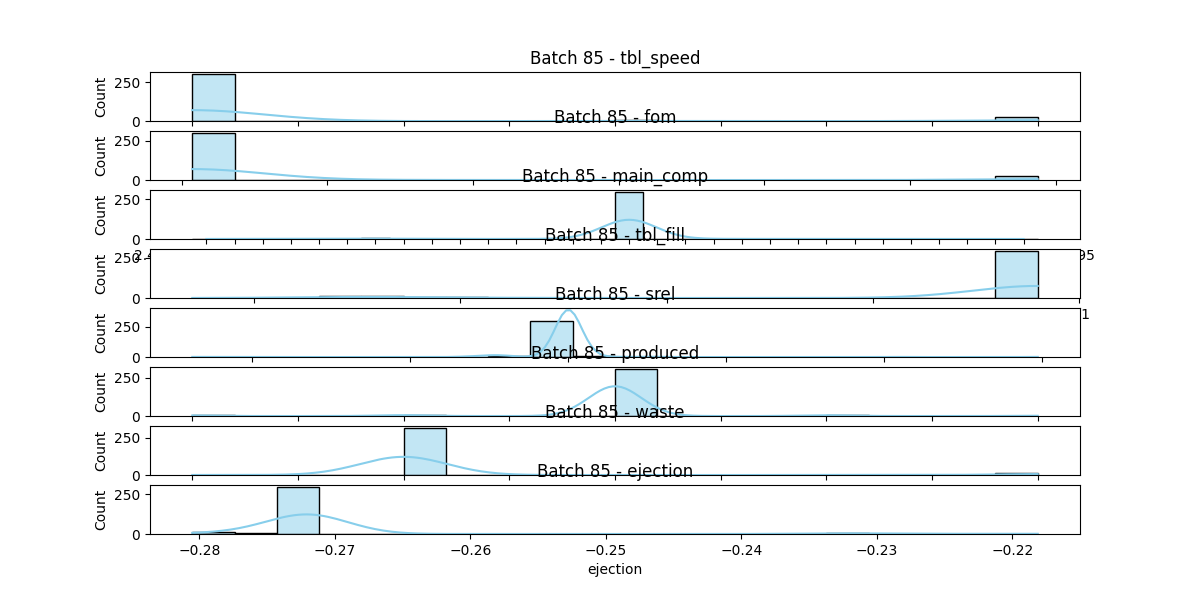 Batch 85 - tbl_speed
Count
250
0
Batch 85 - fom
Count
250
0
Batch 85 - main_comp
Count
250
0
Batch 85 - tbl_fill
Count
250
0
Batch 85 - srel
Count
250
0
Batch 85 - produced
Count
250
0
Batch 85 - waste
Count
250
0
Batch 85 - ejection
Count
250
0
−0.28 −0.27 −0.26 −0.25 −0.24 −0.23 −0.22
ejection